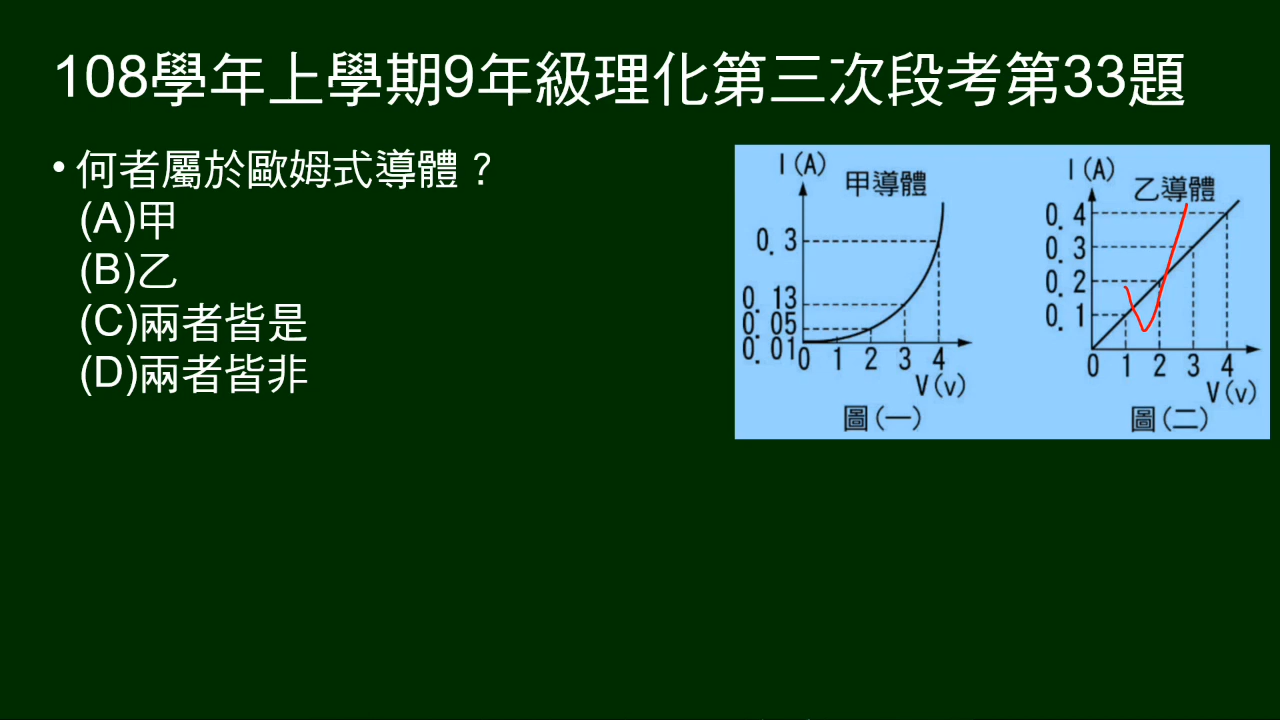 108學年上學期9年級理化第三次段考第33題
• 何者屬於歐姆式導體？
(A)甲
(B)乙
(C)兩者皆是
(D)兩者皆非
I(A)
甲導體
0.3
0.13
0.05
0.01
0 1 2 3 4
V(v)
圖(一)
I(A)
乙導體
0.4
0.3
0.2
0.1
0 1 2 3 4
V(v)
圖(二)